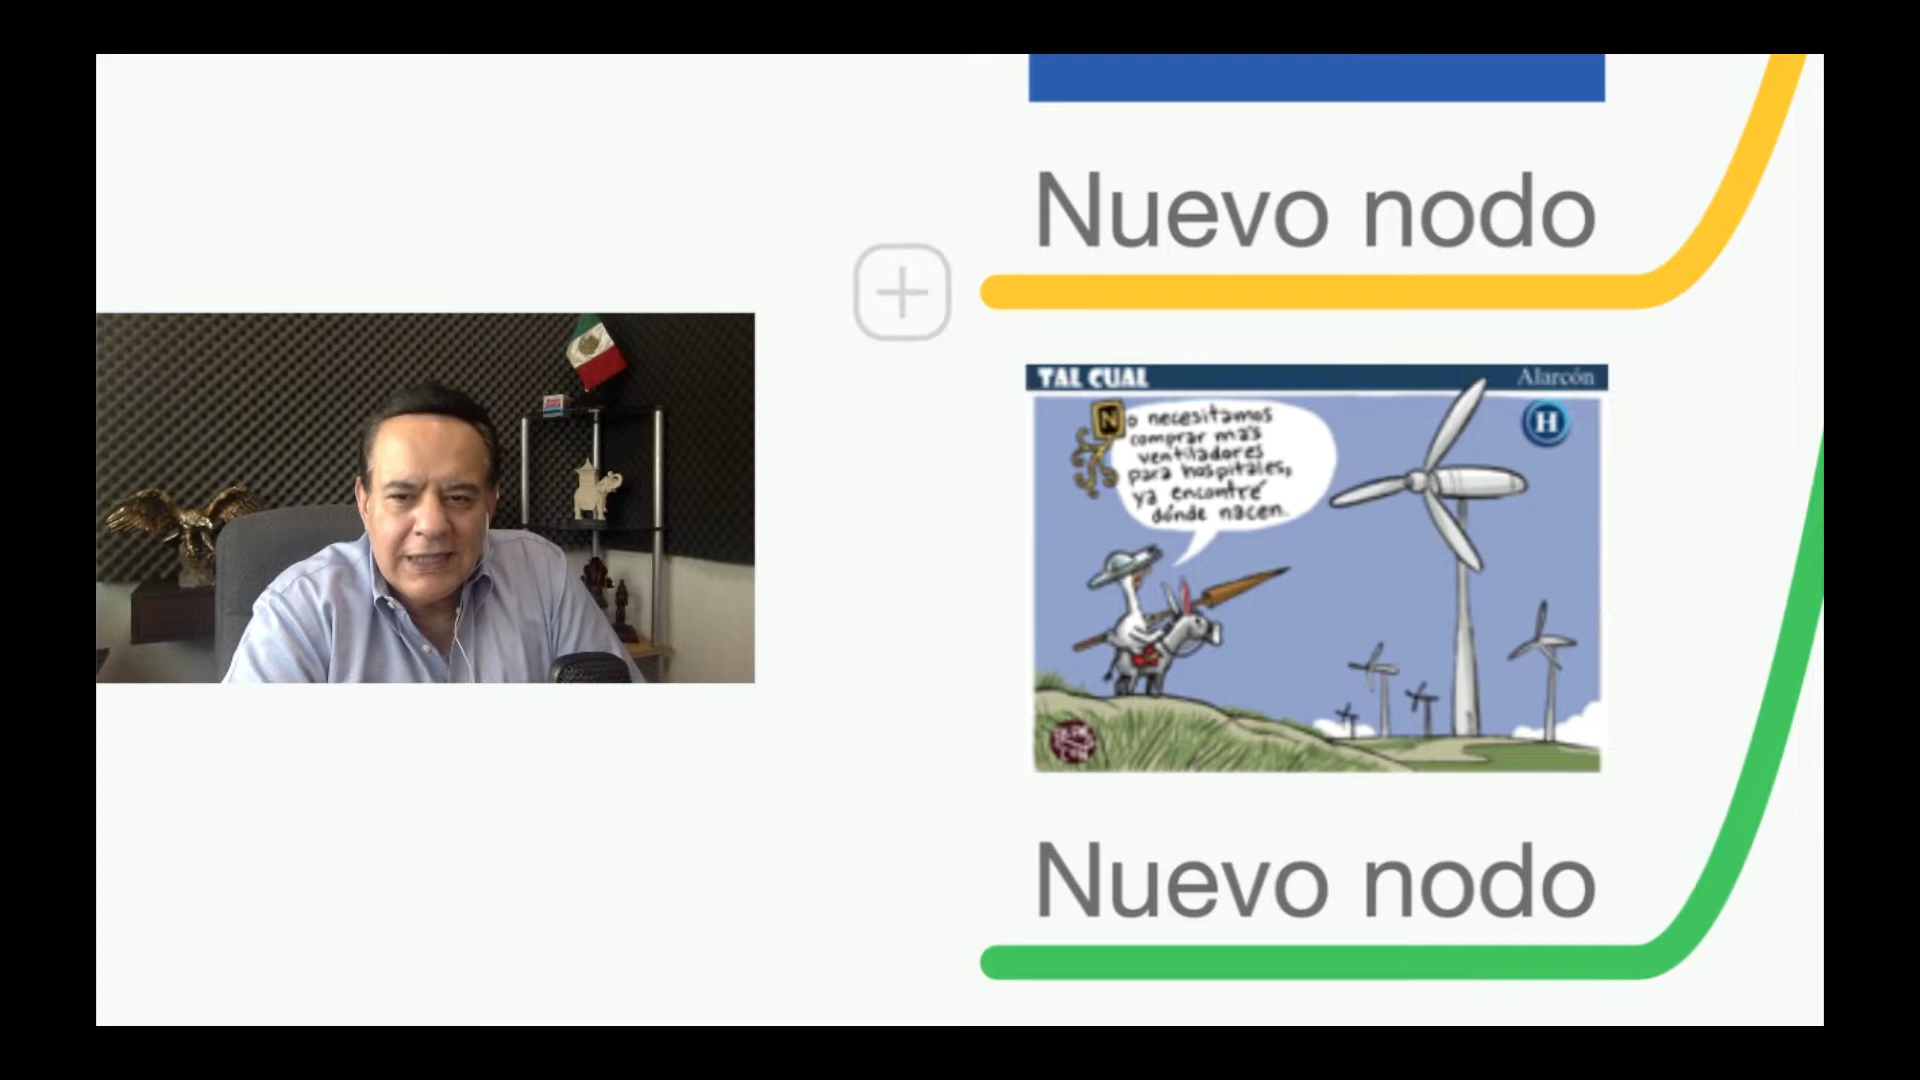 Nuevo nodo
TAL CUAL
Alarcón
No necesitamos
comprar más
ventiladores
para hospitales,
ya encontré
dónde nacen.
H
Nuevo nodo